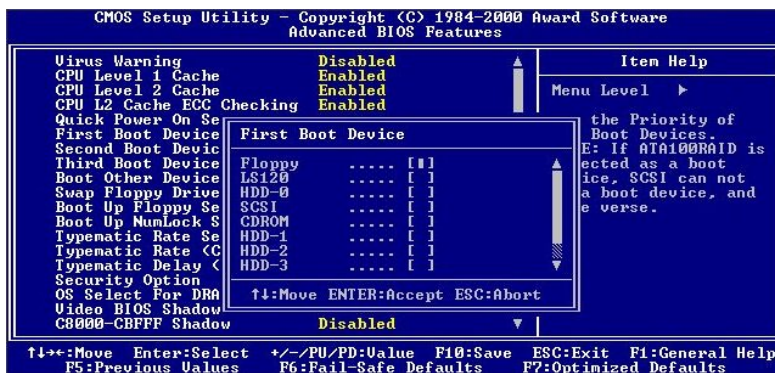 CMOS Setup Utility - Copyright (C) 1984-2000 Award Software
Advanced BIOS Features
Virus Warning Disabled
CPU Level 1 Cache Enabled
CPU Level 2 Cache Enabled
CPU L2 Cache ECC Checking Enabled
Quick Power On Se
First Boot Device
Second Boot Devic
Third Boot Device
Boot Other Device
Swap Floppy Drive
Boot Up Floppy Se
Boot Up NumLock S
Typematic Rate Se
Typematic Rate (C
Typematic Delay (
Security Option
OS Select For DRA
Video BIOS Shadow
C8000-CBFFF Shadow Disabled
First Boot Device
Floppy ..... [▮]
LS120 ..... [ ]
HDD-0 ..... [ ]
SCSI ..... [ ]
CDROM ..... [ ]
HDD-1 ..... [ ]
HDD-2 ..... [ ]
HDD-3 ..... [ ]
↑↓:Move ENTER:Accept ESC:Abort
Item Help
Menu Level ▶
the Priority of
Boot Devices.
E: If ATA100RAID is
ected as a boot
ice, SCSI can not
a boot device, and
e verse.
↑↓→←:Move Enter:Select +/-/PU/PD:Value F10:Save ESC:Exit F1:General Help
F5:Previous Values F6:Fail-Safe Defaults F7:Optimized Defaults